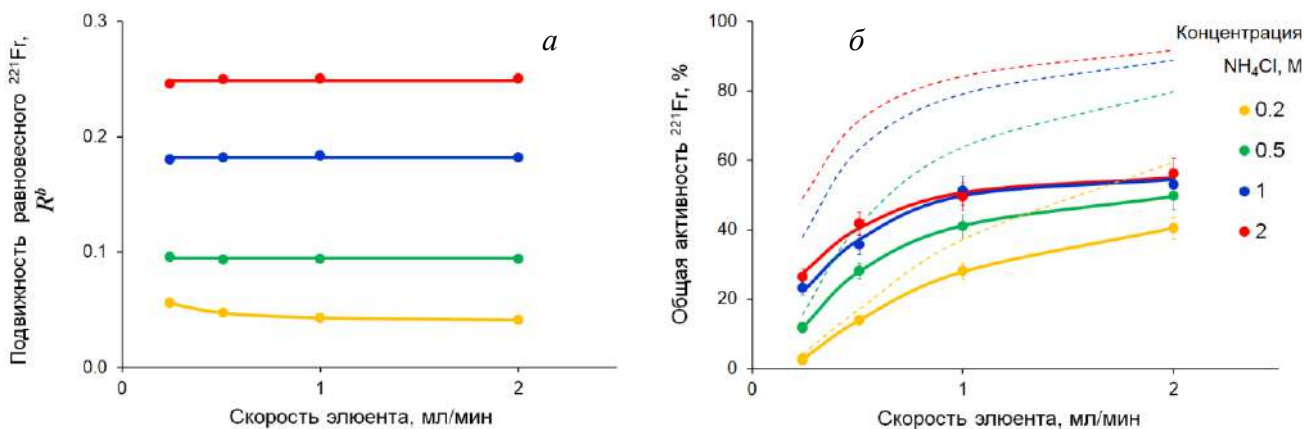 Подвижность равновесного ²²¹Fr,
Rᵇ
0.3
0.2
0.1
0.0
0
1
2
Скорость элюента, мл/мин
а
Общая активность ²²¹Fr, %
100
80
60
40
20
0
0
1
2
Скорость элюента, мл/мин
б
Концентрация
NH₄Cl, М
0.2
0.5
1
2